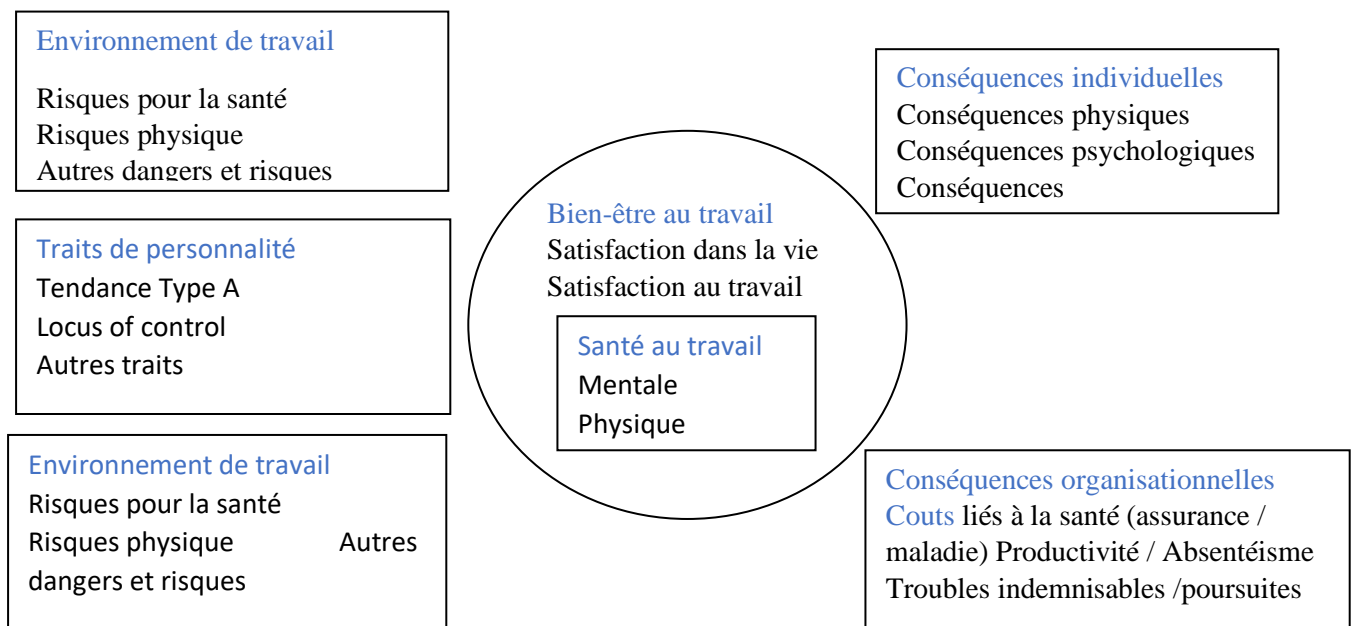 Environnement de travail
Risques pour la santé
Risques physique
Autres dangers et risques
Traits de personnalité
Tendance Type A
Locus of control
Autres traits
Environnement de travail
Risques pour la santé
Risques physique Autres
dangers et risques
Bien-être au travail
Satisfaction dans la vie
Satisfaction au travail
Santé au travail
Mentale
Physique
Conséquences individuelles
Conséquences physiques
Conséquences psychologiques
Conséquences
Conséquences organisationnelles
Couts liés à la santé (assurance /
maladie) Productivité / Absentéisme
Troubles indemnisables /poursuites